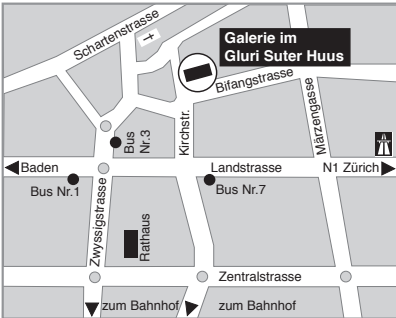 Schartenstrasse
Galerie im
Gluri Suter Huus
Bifangstrasse
Märzengasse
Kirchstr.
Bus
Nr.3
Baden
Landstrasse
N1 Zürich
Bus Nr.1
Bus Nr.7
Zwyssigstrasse
Rathaus
Zentralstrasse
zum Bahnhof
zum Bahnhof